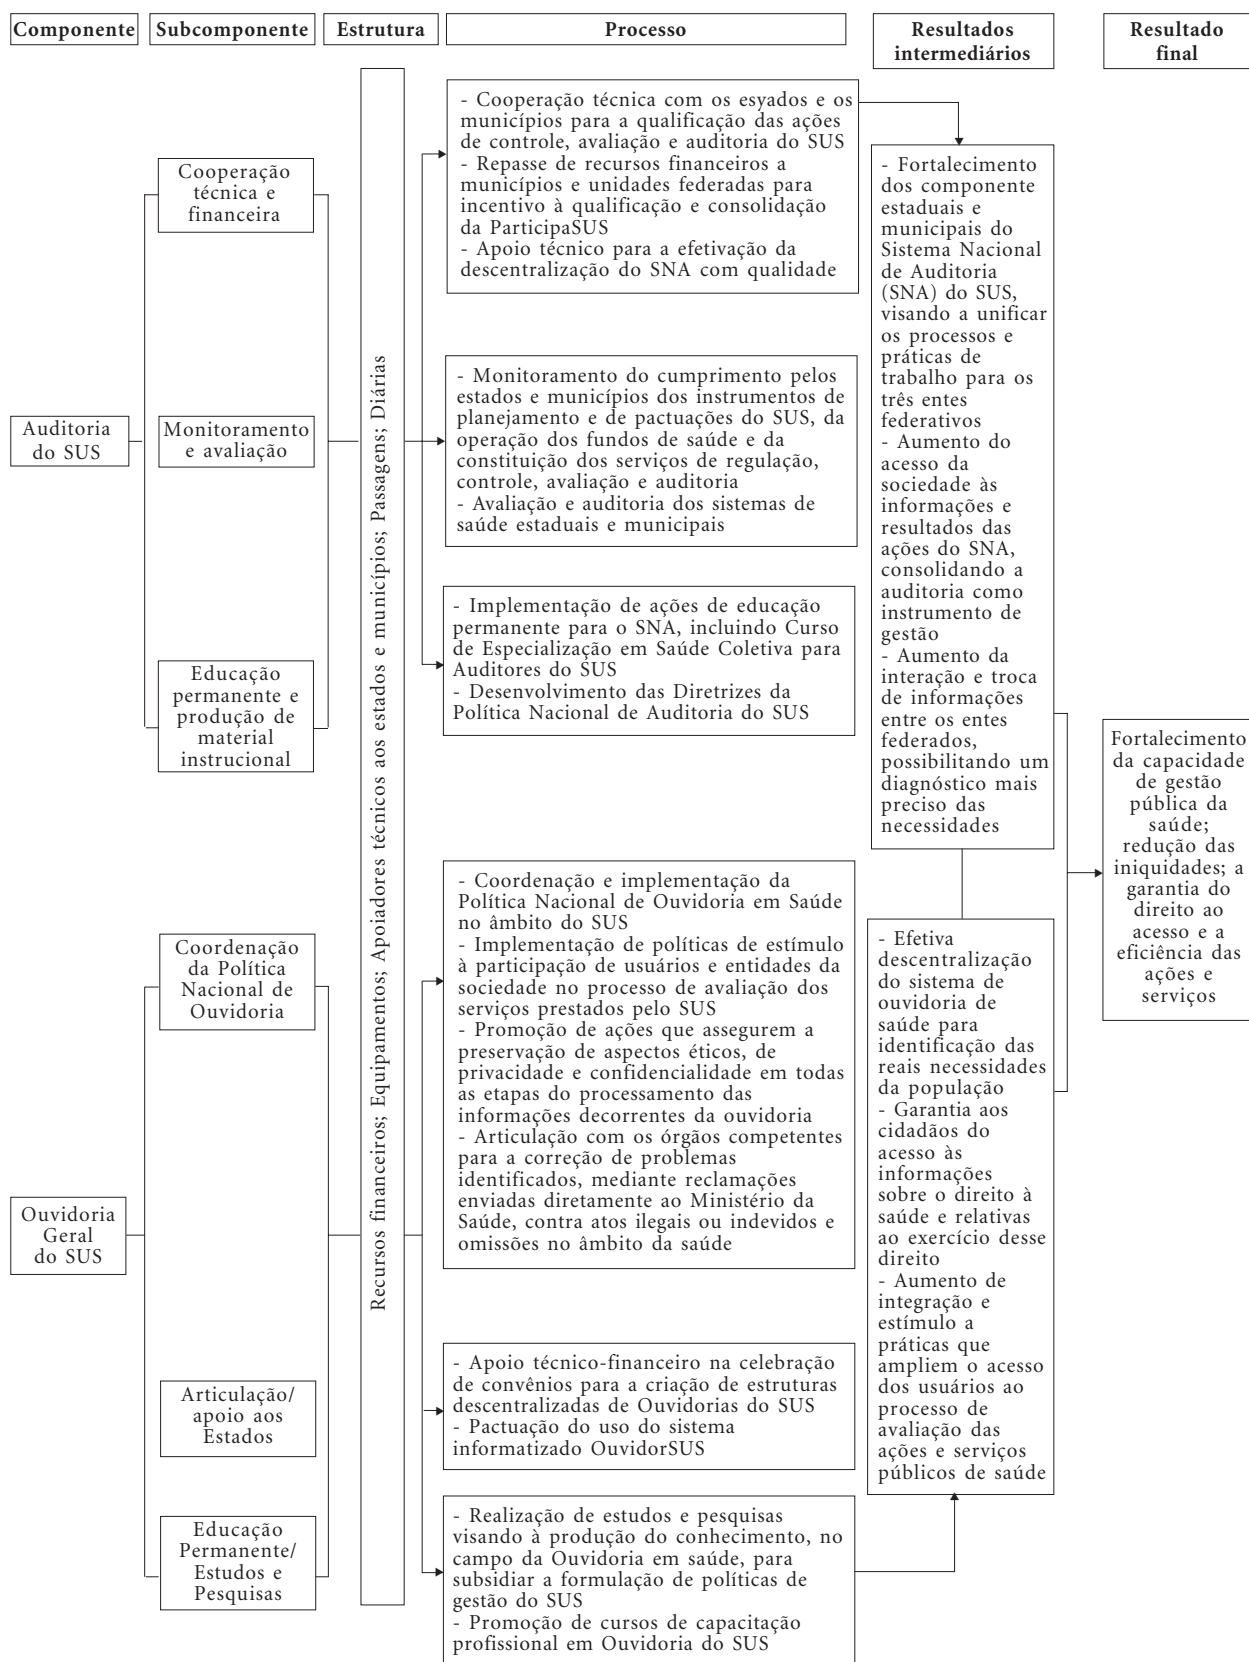 Componente
Subcomponente
Estrutura
Processo
Resultados
intermediários
Resultado
final
Auditoria
do SUS
Cooperação
técnica e
financeira
Monitoramento
e avaliação
Educação
permanente e
produção de
material
instrucional
Recursos financeiros; Equipamentos; Apoiadores técnicos aos estados e municípios; Passagens; Diárias
- Cooperação técnica com os esyados e os
municípios para a qualificação das ações
de controle, avaliação e auditoria do SUS
- Repasse de recursos financeiros a
municípios e unidades federadas para
incentivo à qualificação e consolidação
da ParticipaSUS
- Apoio técnico para a efetivação da
descentralização do SNA com qualidade
- Monitoramento do cumprimento pelos
estados e municípios dos instrumentos de
planejamento e de pactuações do SUS, da
operação dos fundos de saúde e da
constituição dos serviços de regulação,
controle, avaliação e auditoria
- Avaliação e auditoria dos sistemas de
saúde estaduais e municipais
- Implementação de ações de educação
permanente para o SNA, incluindo Curso
de Especialização em Saúde Coletiva para
Auditores do SUS
- Desenvolvimento das Diretrizes da
Política Nacional de Auditoria do SUS
- Fortalecimento
dos componente
estaduais e
municipais do
Sistema Nacional
de Auditoria
(SNA) do SUS,
visando a unificar
os processos e
práticas de
trabalho para os
três entes
federativos
- Aumento do
acesso da
sociedade às
informações e
resultados das
ações do SNA,
consolidando a
auditoria como
instrumento de
gestão
- Aumento da
interação e troca
de informações
entre os entes
federados,
possibilitando um
diagnóstico mais
preciso das
necessidades
Ouvidoria
Geral
do SUS
Coordenação
da Política
Nacional de
Ouvidoria
Articulação/
apoio aos
Estados
Educação
Permanente/
Estudos e
Pesquisas
- Coordenação e implementação da
Política Nacional de Ouvidoria em Saúde
no âmbito do SUS
- Implementação de políticas de estímulo
à participação de usuários e entidades da
sociedade no processo de avaliação dos
serviços prestados pelo SUS
- Promoção de ações que assegurem a
preservação de aspectos éticos, de
privacidade e confidencialidade em todas
as etapas do processamento das
informações decorrentes da ouvidoria
- Articulação com os órgãos competentes
para a correção de problemas
identificados, mediante reclamações
enviadas diretamente ao Ministério da
Saúde, contra atos ilegais ou indevidos e
omissões no âmbito da saúde
- Apoio técnico-financeiro na celebração
de convênios para a criação de estruturas
descentralizadas de Ouvidorias do SUS
- Pactuação do uso do sistema
informatizado OuvidorSUS
- Realização de estudos e pesquisas
visando à produção do conhecimento, no
campo da Ouvidoria em saúde, para
subsidiar a formulação de políticas de
gestão do SUS
- Promoção de cursos de capacitação
profissional em Ouvidoria do SUS
- Efetiva
descentralização
do sistema de
ouvidoria de
saúde para
identificação das
reais necessidades
da população
- Garantia aos
cidadãos do
acesso às
informações
sobre o direito à
saúde e relativas
ao exercício desse
direito
- Aumento de
integração e
estímulo a
práticas que
ampliem o acesso
dos usuários ao
processo de
avaliação das
ações e serviços
públicos de saúde
Fortalecimento
da capacidade
de gestão
pública da
saúde;
redução das
iniquidades; a
garantia do
direito ao
acesso e a
eficiência das
ações e
serviços